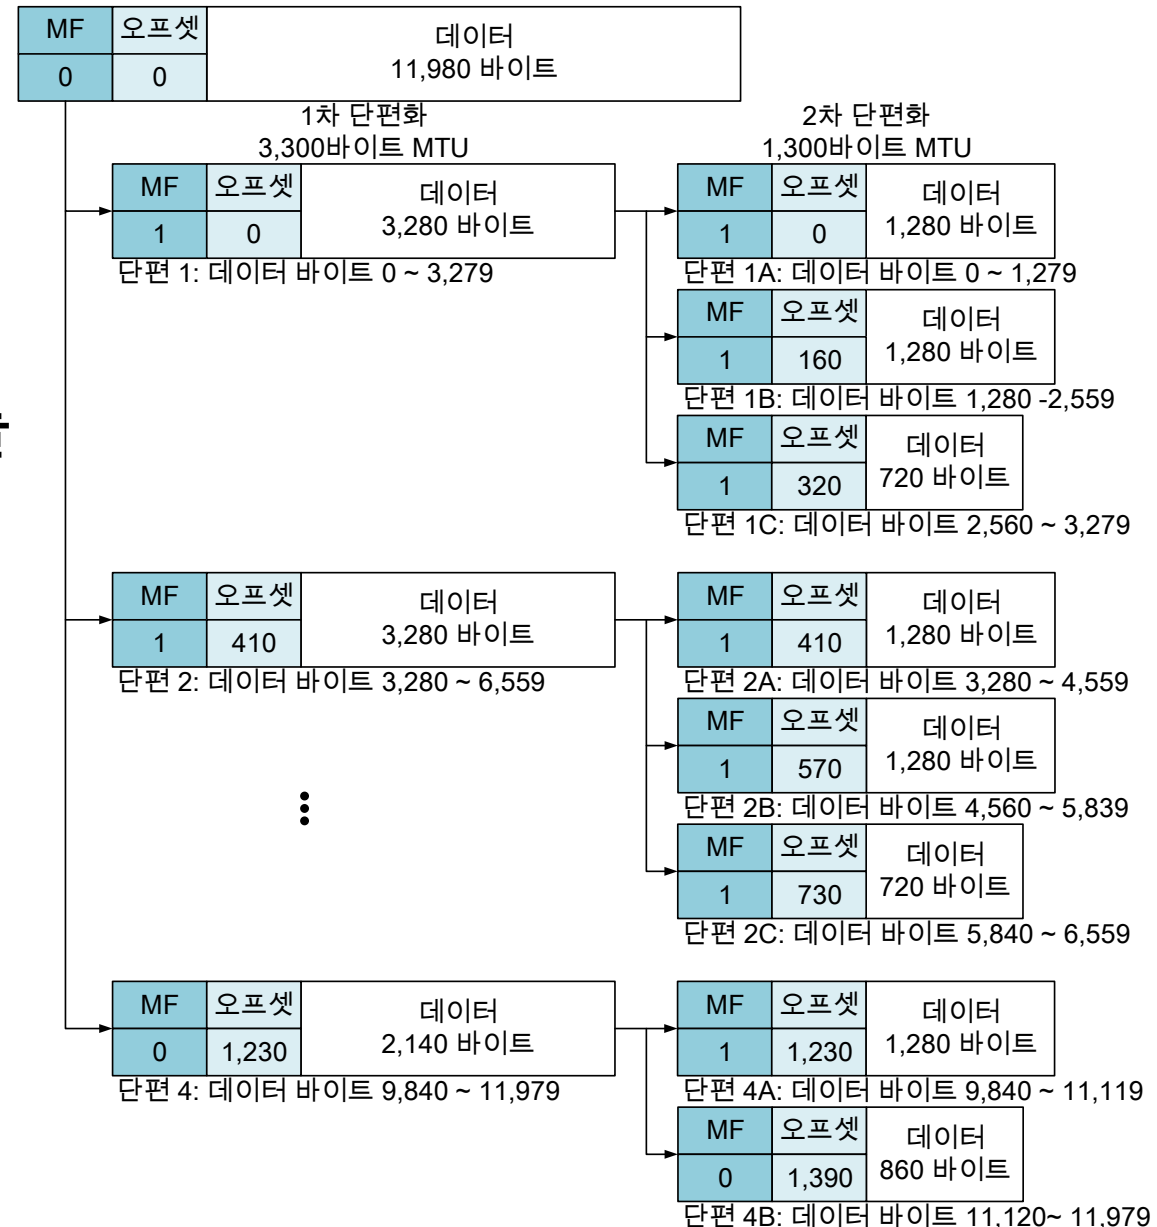 MF 오프셋 데이터
0 0 11,980 바이트
1차 단편화
3,300바이트 MTU
2차 단편화
1,300바이트 MTU
MF 오프셋 데이터
1 0 3,280 바이트
단편 1: 데이터 바이트 0 ~ 3,279
MF 오프셋 데이터
1 0 1,280 바이트
단편 1A: 데이터 바이트 0 ~ 1,279
MF 오프셋 데이터
1 160 1,280 바이트
단편 1B: 데이터 바이트 1,280 -2,559
MF 오프셋 데이터
1 320 720 바이트
단편 1C: 데이터 바이트 2,560 ~ 3,279
MF 오프셋 데이터
1 410 3,280 바이트
단편 2: 데이터 바이트 3,280 ~ 6,559
MF 오프셋 데이터
1 410 1,280 바이트
단편 2A: 데이터 바이트 3,280 ~ 4,559
MF 오프셋 데이터
1 570 1,280 바이트
단편 2B: 데이터 바이트 4,560 ~ 5,839
MF 오프셋 데이터
1 730 720 바이트
단편 2C: 데이터 바이트 5,840 ~ 6,559
MF 오프셋 데이터
0 1,230 2,140 바이트
단편 4: 데이터 바이트 9,840 ~ 11,979
MF 오프셋 데이터
1 1,230 1,280 바이트
단편 4A: 데이터 바이트 9,840 ~ 11,119
MF 오프셋 데이터
0 1,390 860 바이트
단편 4B: 데이터 바이트 11,120~ 11,979